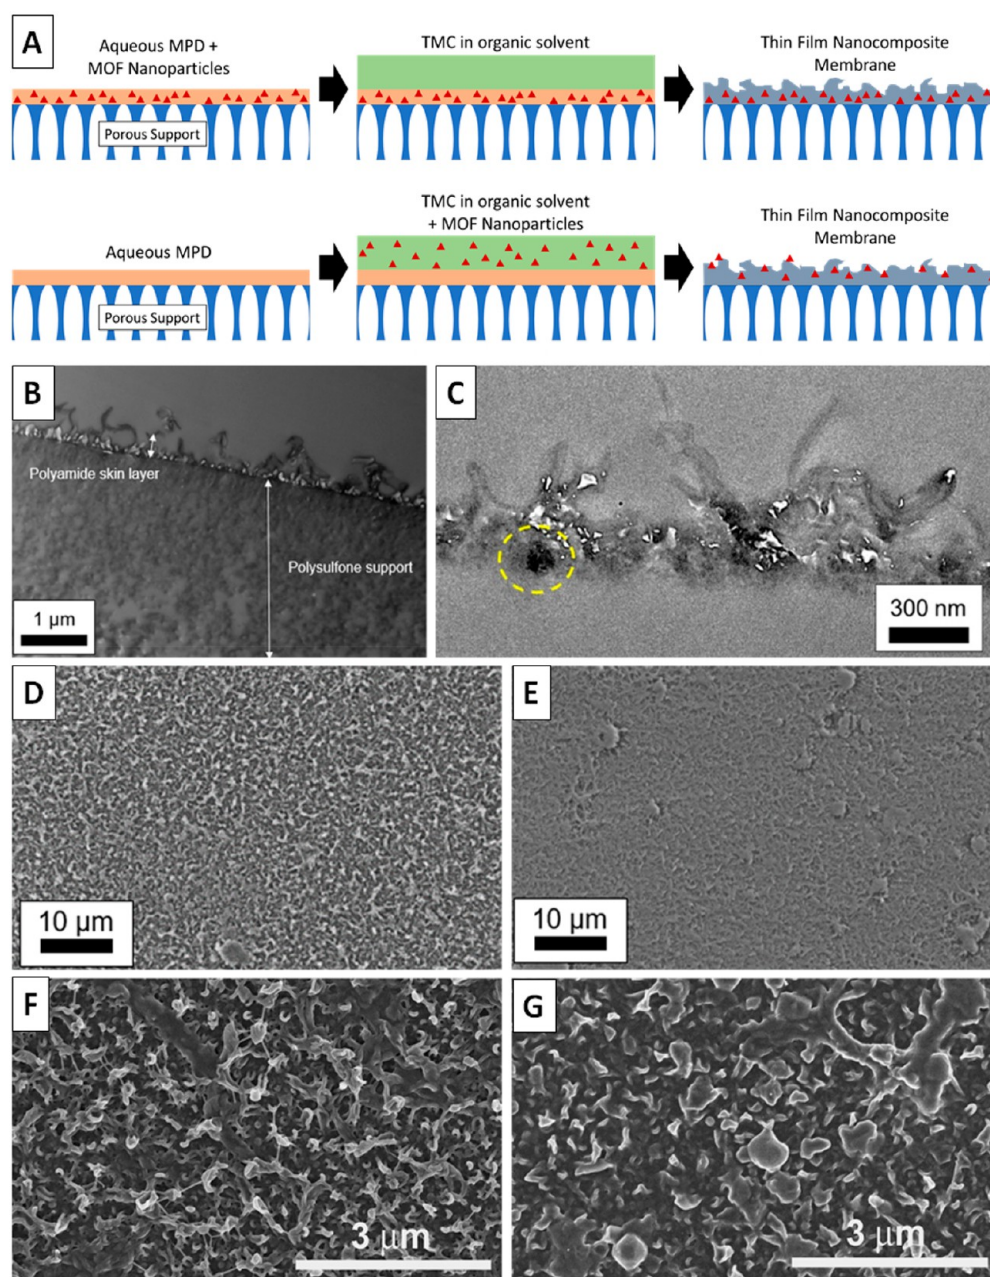 A
Aqueous MPD +
MOF Nanoparticles
TMC in organic solvent
Thin Film Nanocomposite
Membrane
Porous Support
Aqueous MPD
TMC in organic solvent
+ MOF Nanoparticles
Thin Film Nanocomposite
Membrane
Porous Support
B
Polyamide skin layer
Polysulfone support
1 μm
C
300 nm
D
10 μm
E
10 μm
F
3 μm
G
3 μm